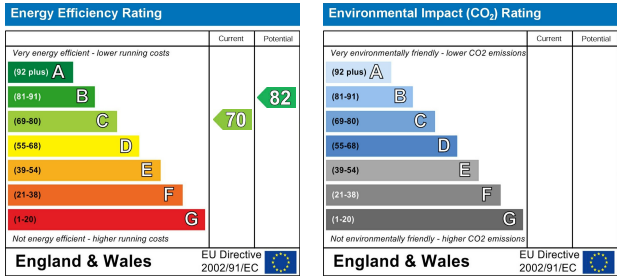 Energy Efficiency Rating
Current Potential
Very energy efficient - lower running costs
(92 plus) A
(81-91) B
(69-80) C
(55-68) D
(39-54) E
(21-38) F
(1-20) G
70
82
Not energy efficient - higher running costs
England & Wales
EU Directive
2002/91/EC
Environmental Impact (CO₂) Rating
Current Potential
Very environmentally friendly - lower CO2 emissions
(92 plus) A
(81-91) B
(69-80) C
(55-68) D
(39-54) E
(21-38) F
(1-20) G
Not environmentally friendly - higher CO2 emissions
England & Wales
EU Directive
2002/91/EC